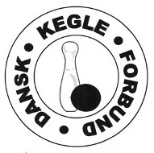 DANSK • KEGLE • FORBUND •